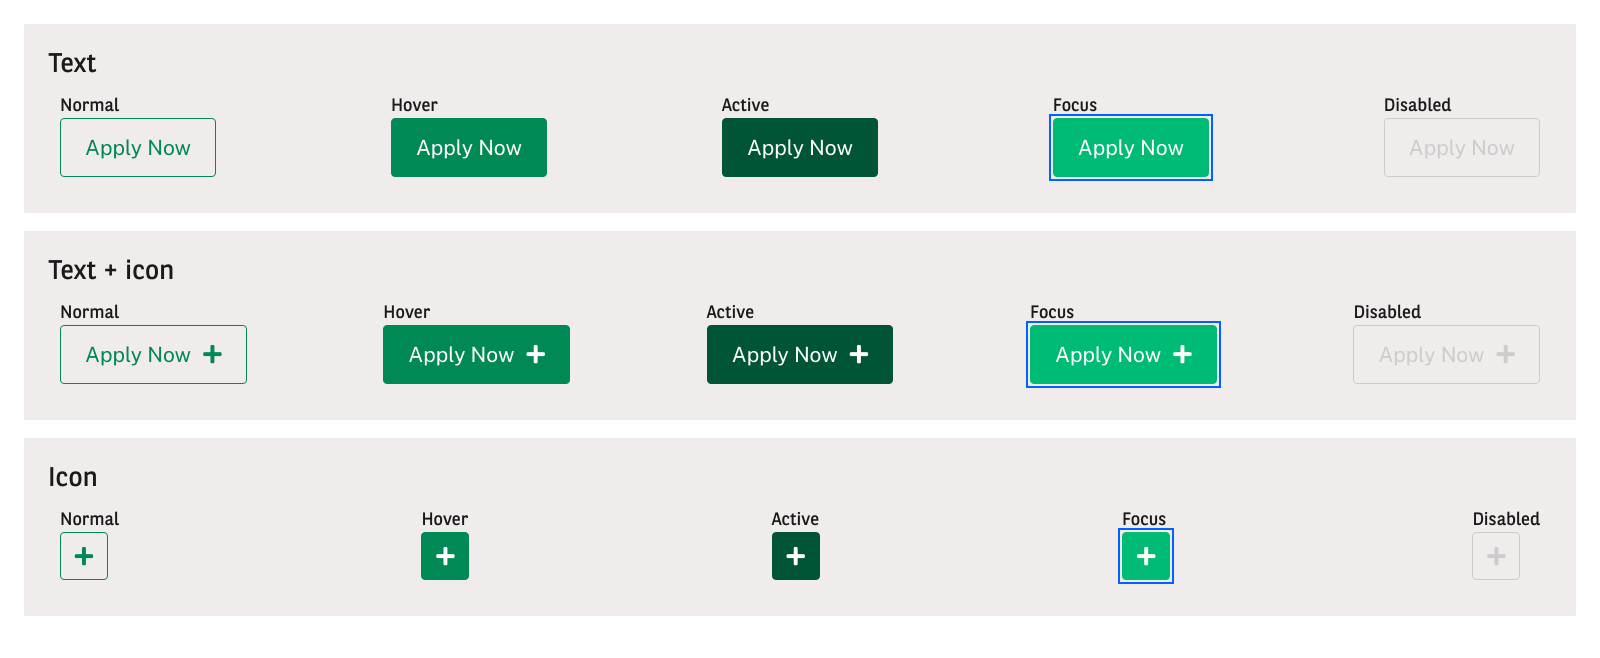 Text
Normal Hover Active Focus Disabled
Apply Now Apply Now Apply Now Apply Now Apply Now
Text + icon
Normal Hover Active Focus Disabled
Apply Now Apply Now Apply Now Apply Now Apply Now
Icon
Normal Hover Active Focus Disabled